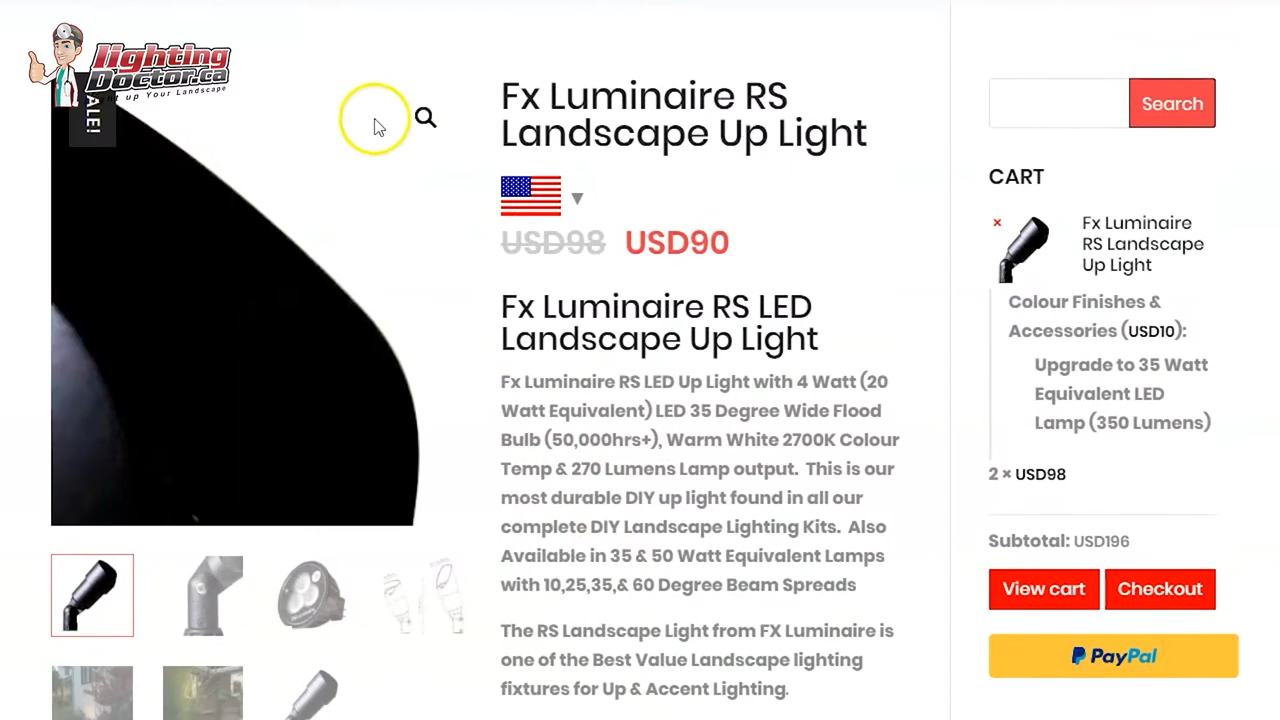 lighting
Doctor.ca
ht up Your Landscape
ALE!
Fx Luminaire RS
Landscape Up Light
USD98 USD90
Fx Luminaire RS LED
Landscape Up Light
Fx Luminaire RS LED Up Light with 4 Watt (20
Watt Equivalent) LED 35 Degree Wide Flood
Bulb (50,000hrs+), Warm White 2700K Colour
Temp & 270 Lumens Lamp output. This is our
most durable DIY up light found in all our
complete DIY Landscape Lighting Kits. Also
Available in 35 & 50 Watt Equivalent Lamps
with 10,25,35,& 60 Degree Beam Spreads
The RS Landscape Light from FX Luminaire is
one of the Best Value Landscape lighting
fixtures for Up & Accent Lighting.
Search
CART
×
Fx Luminaire
RS Landscape
Up Light
Colour Finishes &
Accessories (USD10):
Upgrade to 35 Watt
Equivalent LED
Lamp (350 Lumens)
2 × USD98
Subtotal: USD196
View cart
Checkout
PayPal